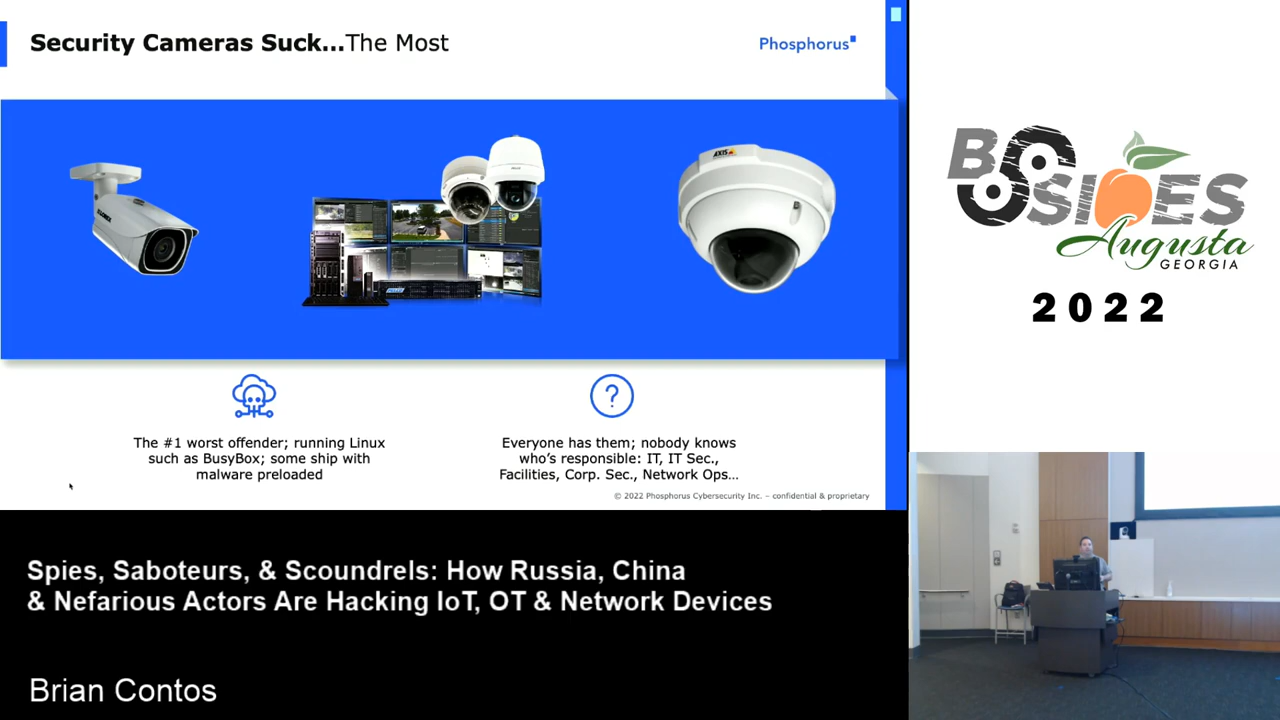 Security Cameras Suck...The Most
Phosphorus
AXIS
The #1 worst offender; running Linux
such as BusyBox; some ship with
malware preloaded
Everyone has them; nobody knows
who's responsible: IT, IT Sec.,
Facilities, Corp. Sec., Network Ops...
© 2022 Phosphorus Cybersecurity Inc. – confidential & proprietary
BSIDES
Augusta
GEORGIA
2022
Spies, Saboteurs, & Scoundrels: How Russia, China
& Nefarious Actors Are Hacking IoT, OT & Network Devices
Brian Contos